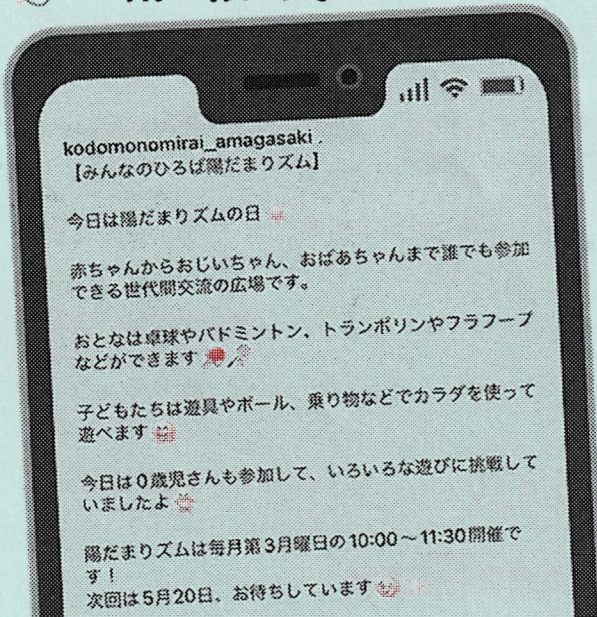 kodomonomirai_amagasaki .
【みんなのひろば陽だまりズム】
今日は陽だまりズムの日
赤ちゃんからおじいちゃん、おばあちゃんまで誰でも参加
できる世代間交流の広場です。
おとなは卓球やバドミントン、トランポリンやフラフープ
などができます🏓🏸
子どもたちは遊具やボール、乗り物などでカラダを使って
遊べます
今日は0歳児さんも参加して、いろいろな遊びに挑戦して
いましたよ
陽だまりズムは毎月第3月曜日の10:00～11:30開催で
す！
次回は5月20日、お待ちしています